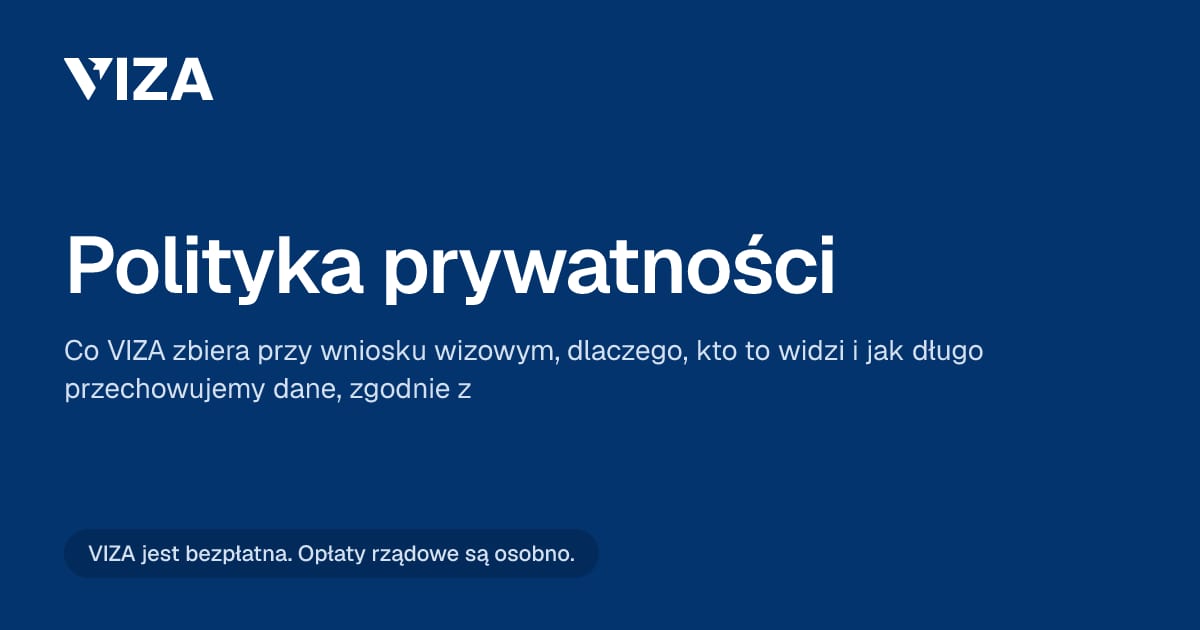 VIZA
Polityka prywatności
Co VIZA zbiera przy wniosku wizowym, dlaczego, kto to widzi i jak długo
przechowujemy dane, zgodnie z
VIZA jest bezpłatna. Opłaty rządowe są osobno.